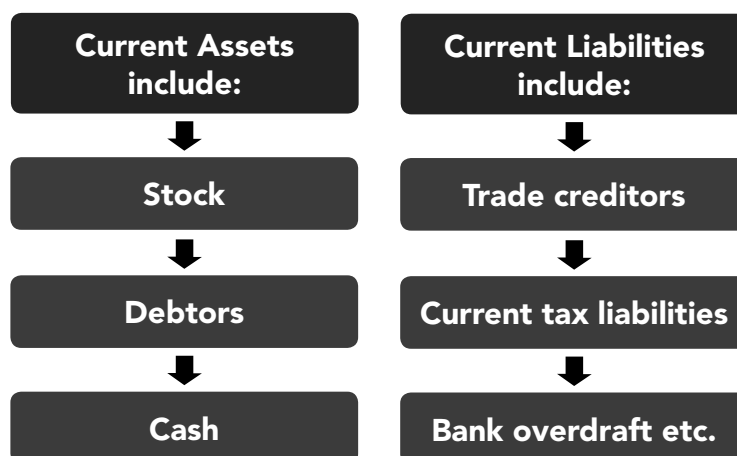 Current Assets
include:
Stock
Debtors
Cash
Current Liabilities
include:
Trade creditors
Current tax liabilities
Bank overdraft etc.